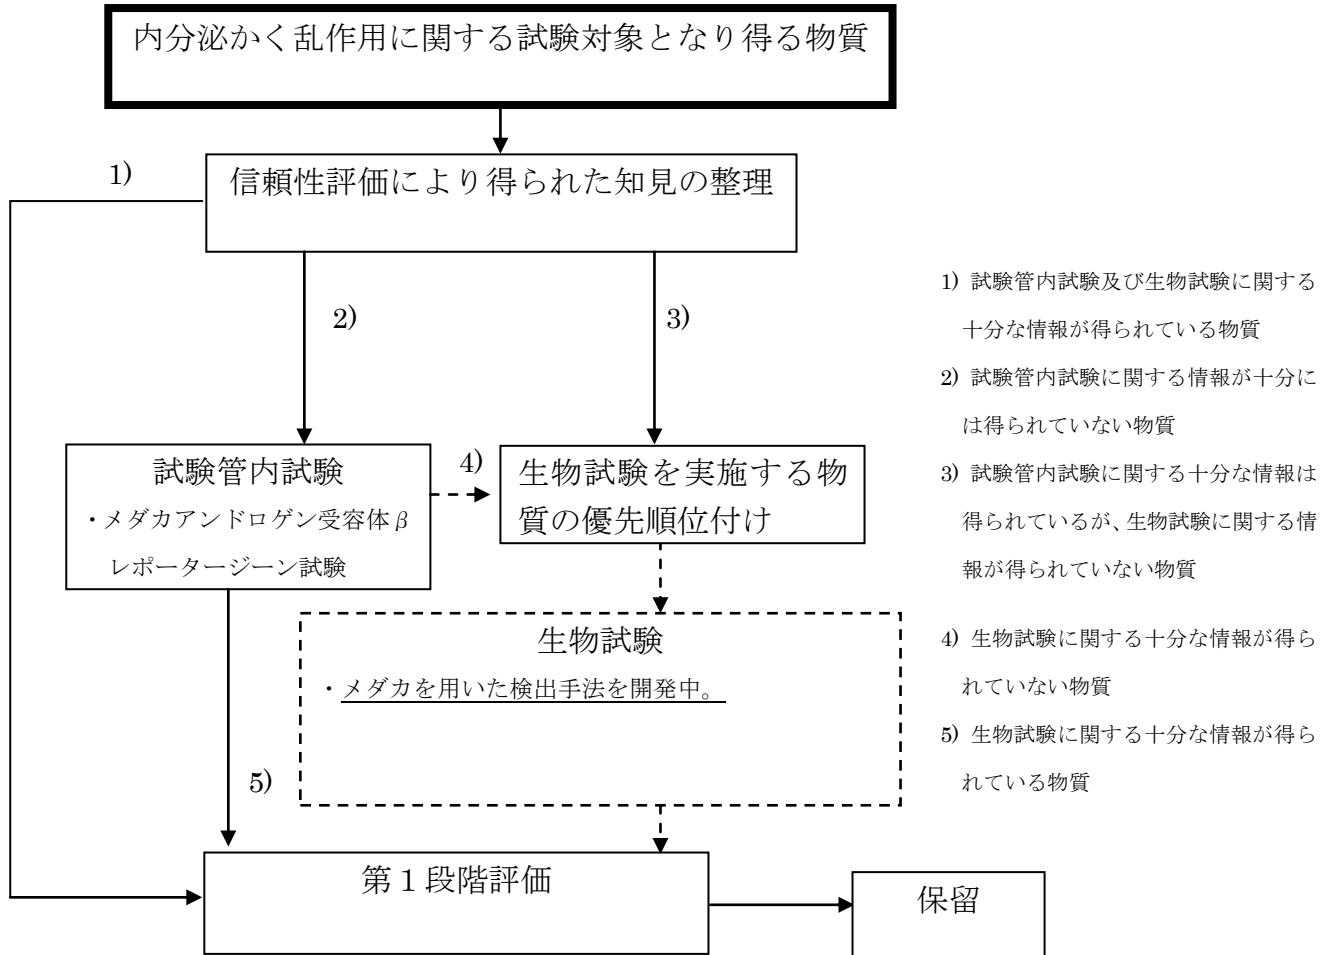 内分泌かく乱作用に関する試験対象となり得る物質
1)
信頼性評価により得られた知見の整理
2)
3)
試験管内試験
・メダカアンドロゲン受容体β
レポータージーン試験
4)
生物試験を実施する物
質の優先順位付け
生物試験
・メダカを用いた検出手法を開発中。
5)
第1段階評価
保留
1) 試験管内試験及び生物試験に関する
十分な情報が得られている物質
2) 試験管内試験に関する情報が十分に
は得られていない物質
3) 試験管内試験に関する十分な情報は
得られているが、生物試験に関する情
報が得られていない物質
4) 生物試験に関する十分な情報が得ら
れていない物質
5) 生物試験に関する十分な情報が得ら
れている物質